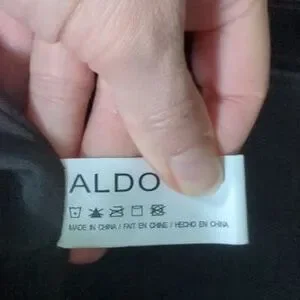 ALDO
MADE IN CHINA / FAIT EN CHINE / HECHO EN CHINA